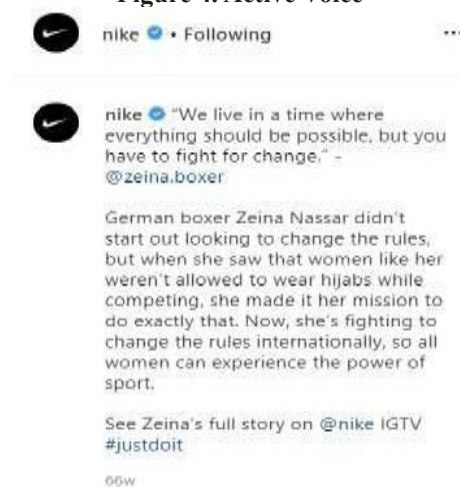 Figure 4. Active Voice
nike • Following
...
nike "We live in a time where
everything should be possible, but you
have to fight for change." -
@zeina.boxer
German boxer Zeina Nassar didn't
start out looking to change the rules,
but when she saw that women like her
weren't allowed to wear hijabs while
competing, she made it her mission to
do exactly that. Now, she's fighting to
change the rules internationally, so all
women can experience the power of
sport.
See Zeina's full story on @nike IGTV
#justdoit
66w